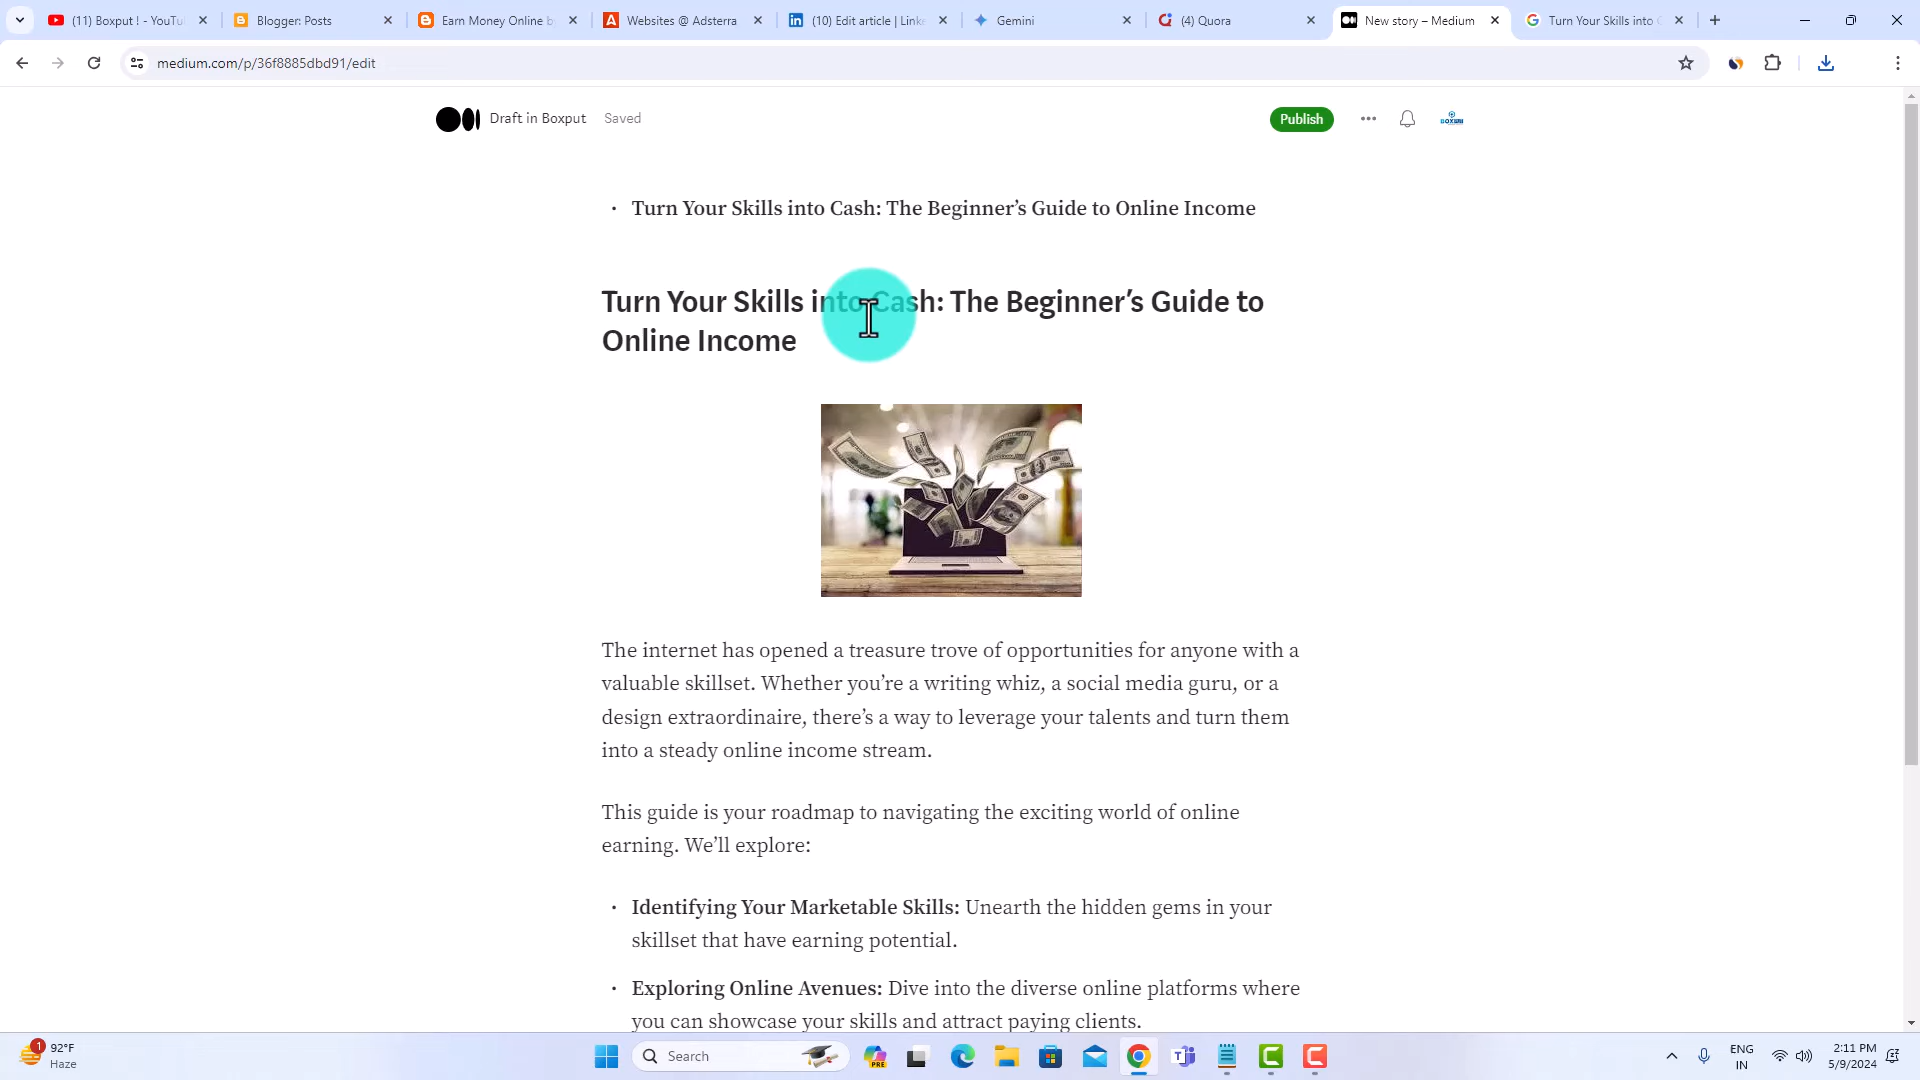 (11) Boxput ! - YouTu
Blogger: Posts
Earn Money Online b
Websites @ Adsterra
(10) Edit article | Linke
Gemini
(4) Quora
New story – Medium
Turn Your Skills into C
medium.com/p/36f8885dbd91/edit
Draft in Boxput
Saved
Publish
Turn Your Skills into Cash: The Beginner’s Guide to Online Income
Turn Your Skills into Cash: The Beginner’s Guide to
Online Income
The internet has opened a treasure trove of opportunities for anyone with a
valuable skillset. Whether you’re a writing whiz, a social media guru, or a
design extraordinaire, there’s a way to leverage your talents and turn them
into a steady online income stream.
This guide is your roadmap to navigating the exciting world of online
earning. We’ll explore:
Identifying Your Marketable Skills: Unearth the hidden gems in your
skillset that have earning potential.
Exploring Online Avenues: Dive into the diverse online platforms where
you can showcase your skills and attract paying clients.
1
92°F
Haze
Search
PRE
ENG
IN
2:11 PM
5/9/2024